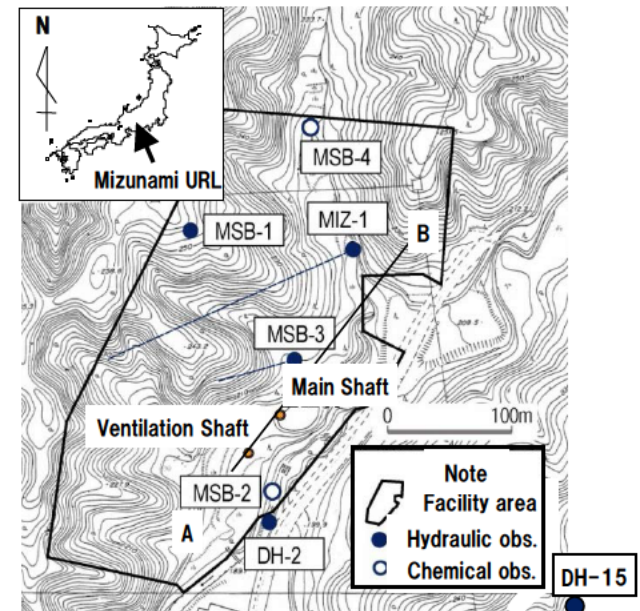 N
Mizunami URL
MSB-4
MSB-1
MIZ-1
B
MSB-3
Main Shaft
Ventilation Shaft
0 100m
MSB-2
A
DH-2
Note
Facility area
Hydraulic obs.
Chemical obs.
DH-15